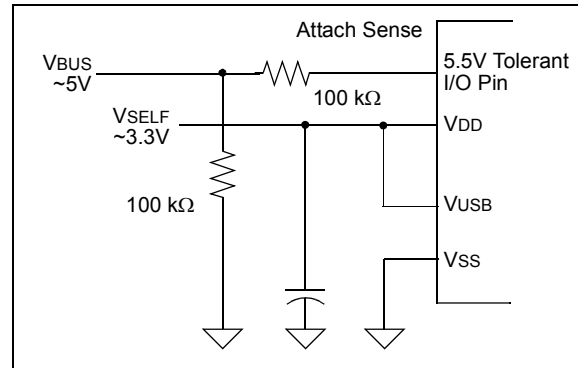 Attach Sense
VBUS
~5V
100 kΩ
5.5V Tolerant
I/O Pin
VSELF
~3.3V
VDD
100 kΩ
VUSB
VSS